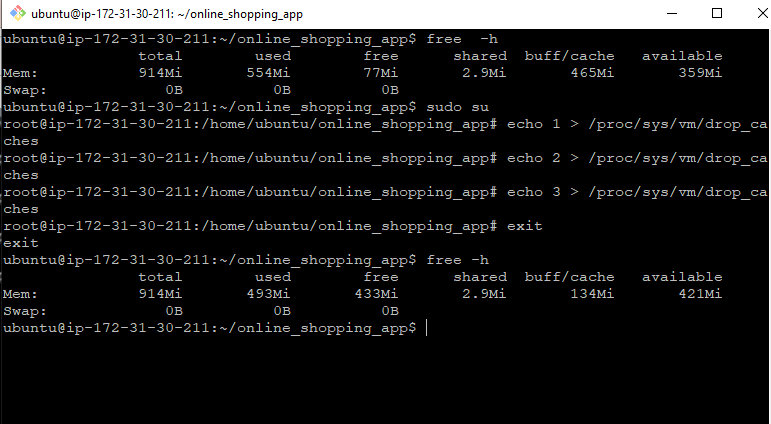 ubuntu@ip-172-31-30-211: ~/online_shopping_app
ubuntu@ip-172-31-30-211:~/online_shopping_app$ free  -h
               total        used        free      shared  buff/cache   available
Mem:           914Mi       554Mi        77Mi       2.9Mi       465Mi       359Mi
Swap:             0B          0B          0B
ubuntu@ip-172-31-30-211:~/online_shopping_app$ sudo su
root@ip-172-31-30-211:/home/ubuntu/online_shopping_app# echo 1 > /proc/sys/vm/drop_ca
ches
root@ip-172-31-30-211:/home/ubuntu/online_shopping_app# echo 2 > /proc/sys/vm/drop_ca
ches
root@ip-172-31-30-211:/home/ubuntu/online_shopping_app# echo 3 > /proc/sys/vm/drop_ca
ches
root@ip-172-31-30-211:/home/ubuntu/online_shopping_app# exit
exit
ubuntu@ip-172-31-30-211:~/online_shopping_app$ free -h
               total        used        free      shared  buff/cache   available
Mem:           914Mi       493Mi       433Mi       2.9Mi       134Mi       421Mi
Swap:             0B          0B          0B
ubuntu@ip-172-31-30-211:~/online_shopping_app$